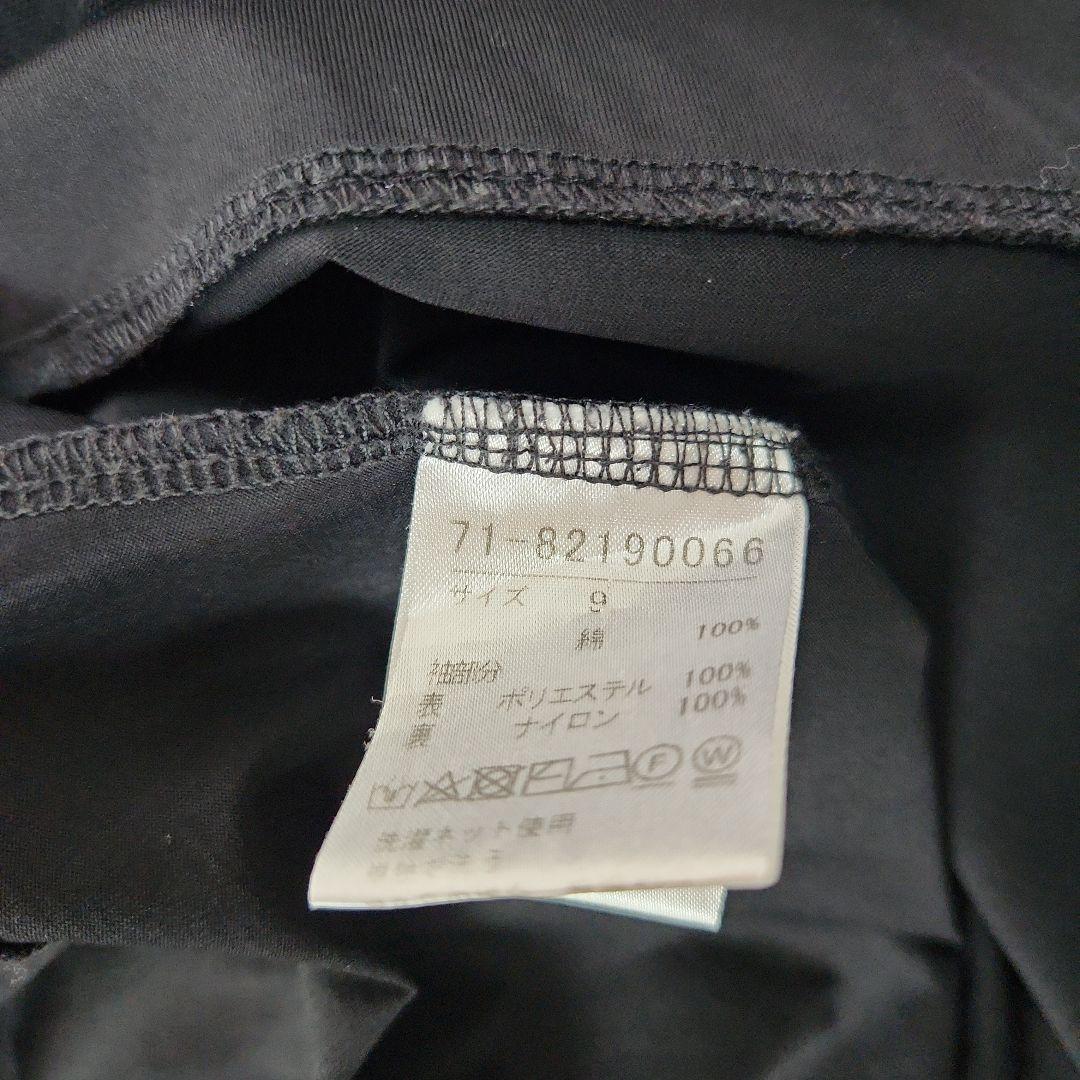 71-82190066
サイズ 9
綿 100%
袖部分
表 ポリエステル 100%
裏 ナイロン 100%
F W
洗濯ネット使用